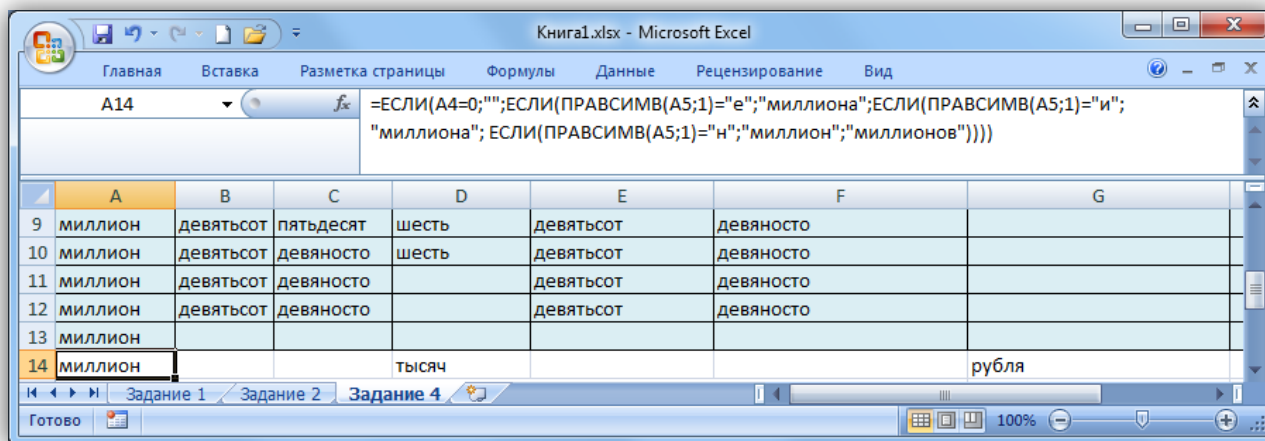 Книга1.xlsx - Microsoft Excel
Главная Вставка Разметка страницы Формулы Данные Рецензирование Вид
A14 fx =ЕСЛИ(A4=0;"";ЕСЛИ(ПРАВСИМВ(A5;1)="е";"миллиона";ЕСЛИ(ПРАВСИМВ(A5;1)="и";
"миллиона"; ЕСЛИ(ПРАВСИМВ(A5;1)="н";"миллион";"миллионов"))))
A B C D E F G
9 миллион девятьсот пятьдесят шесть девятьсот девяносто
10 миллион девятьсот девяносто шесть девятьсот девяносто
11 миллион девятьсот девяносто девятьсот девяносто
12 миллион девятьсот девяносто девятьсот девяносто
13 миллион
14 миллион тысяч рубля
Задание 1 Задание 2 Задание 4
Готово 100%